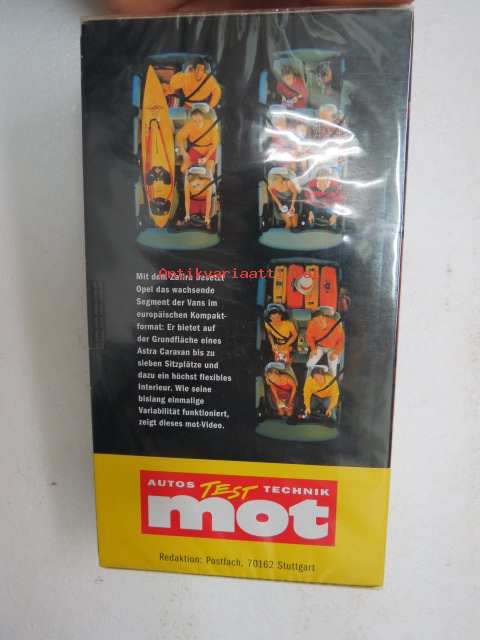 Mit dem Zafira besetzt
Opel das wachsende
Segment der Vans im
europäischen Kompakt-
format: Er bietet auf
der Grundfläche eines
Astra Caravan bis zu
sieben Sitzplätze und
dazu ein höchst flexibles
Interieur. Wie seine
bislang einmalige
Variabilität funktioniert,
zeigt dieses mot-Video.
AUTOS TEST TECHNIK
mot
Redaktion: Postfach, 70162 Stuttgart